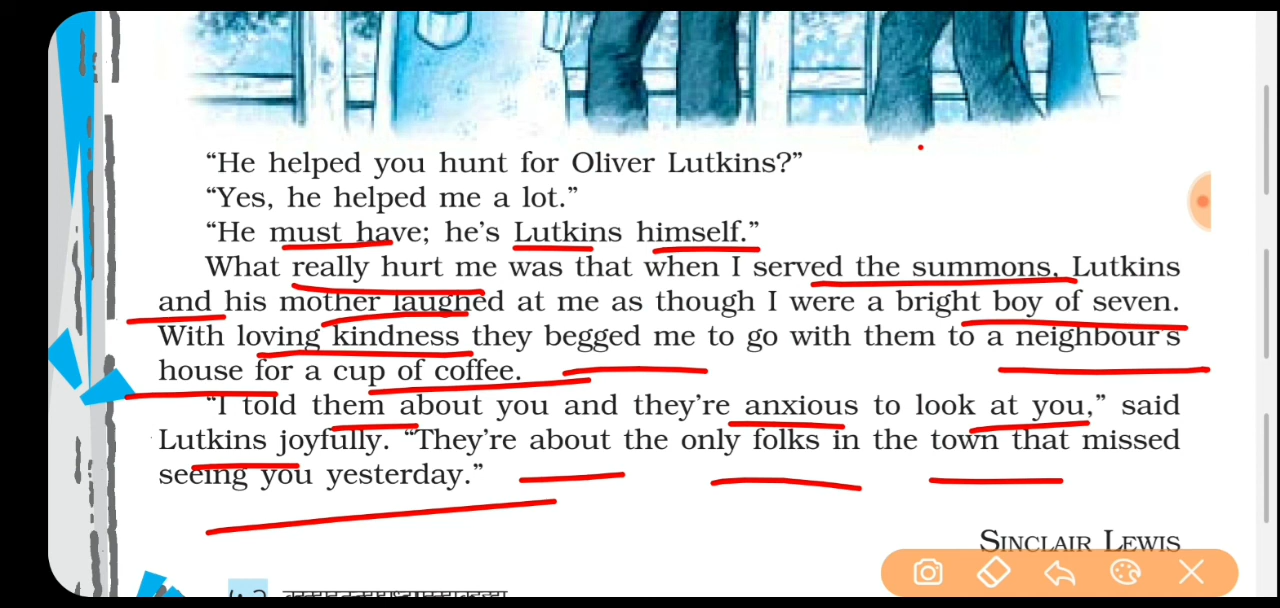 “He helped you hunt for Oliver Lutkins?”
“Yes, he helped me a lot.”
“He must have; he’s Lutkins himself.”
What really hurt me was that when I served the summons, Lutkins
and his mother laughed at me as though I were a bright boy of seven.
With loving kindness they begged me to go with them to a neighbour’s
house for a cup of coffee.
“I told them about you and they’re anxious to look at you,” said
Lutkins joyfully. “They’re about the only folks in the town that missed
seeing you yesterday.”
SINCLAIR LEWIS